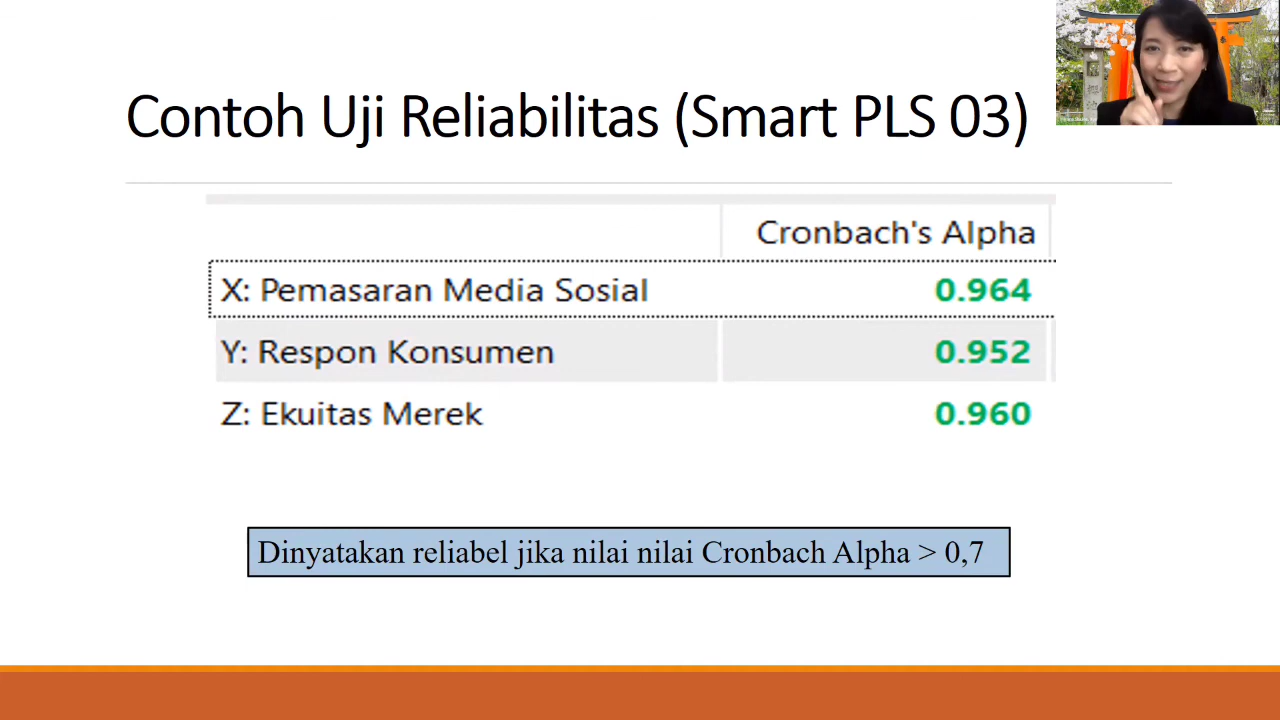 Contoh Uji Reliabilitas (Smart PLS 03)
Cronbach's Alpha
X: Pemasaran Media Sosial 0.964
Y: Respon Konsumen 0.952
Z: Ekuitas Merek 0.960
Dinyatakan reliabel jika nilai nilai Cronbach Alpha > 0,7